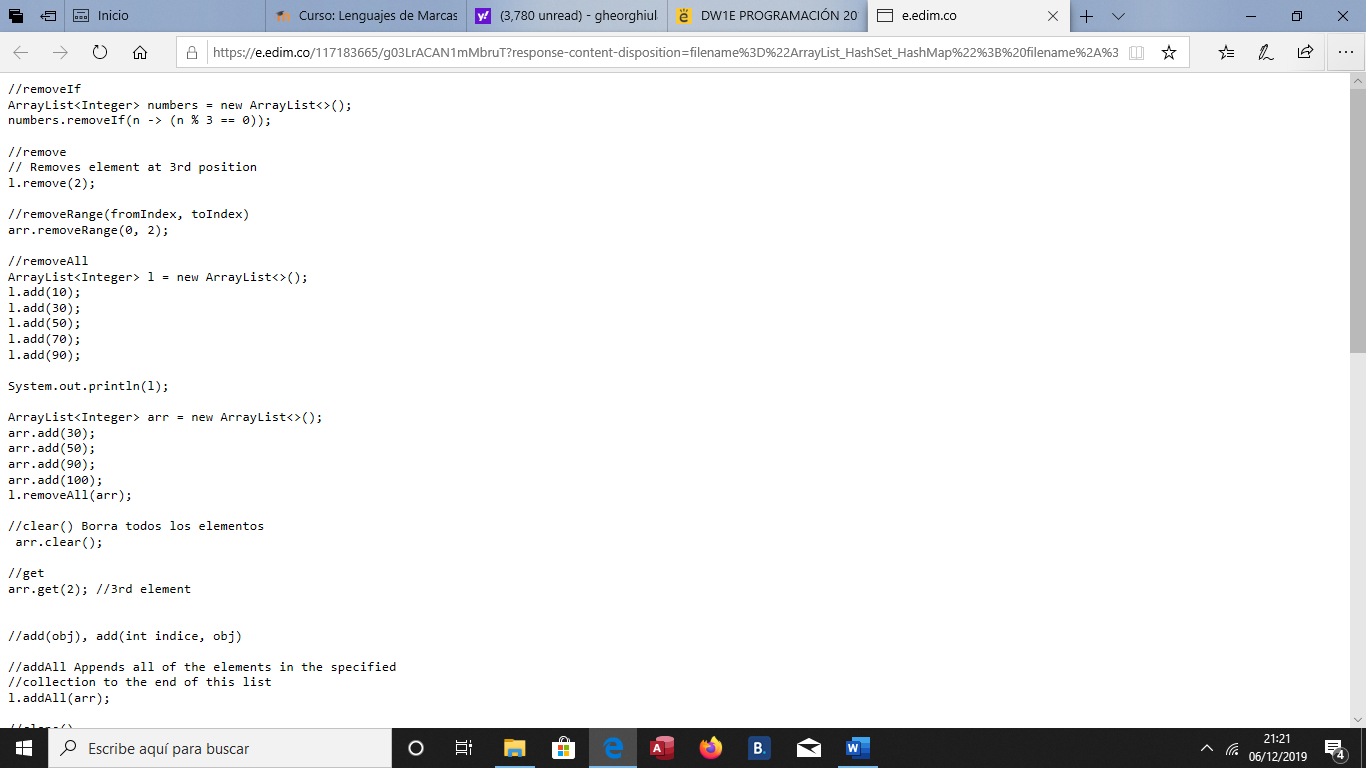 Inicio
Curso: Lenguajes de Marcas
(3,780 unread) - gheorghiul
DW1E PROGRAMACIÓN 20
e.edim.co
https://e.edim.co/117183665/g03LrACAN1mMbruT?response-content-disposition=filename%3D%22ArrayList_HashSet_HashMap%22%3B%20filename%2A%3
//removeIf
ArrayList<Integer> numbers = new ArrayList<>();
numbers.removeIf(n -> (n % 3 == 0));
//remove
// Removes element at 3rd position
l.remove(2);
//removeRange(fromIndex, toIndex)
arr.removeRange(0, 2);
//removeAll
ArrayList<Integer> l = new ArrayList<>();
l.add(10);
l.add(30);
l.add(50);
l.add(70);
l.add(90);
System.out.println(l);
ArrayList<Integer> arr = new ArrayList<>();
arr.add(30);
arr.add(50);
arr.add(90);
arr.add(100);
l.removeAll(arr);
//clear() Borra todos los elementos
arr.clear();
//get
arr.get(2); //3rd element
//add(obj), add(int indice, obj)
//addAll Appends all of the elements in the specified
//collection to the end of this list
l.addAll(arr);
Escribe aquí para buscar
21:21
06/12/2019
4